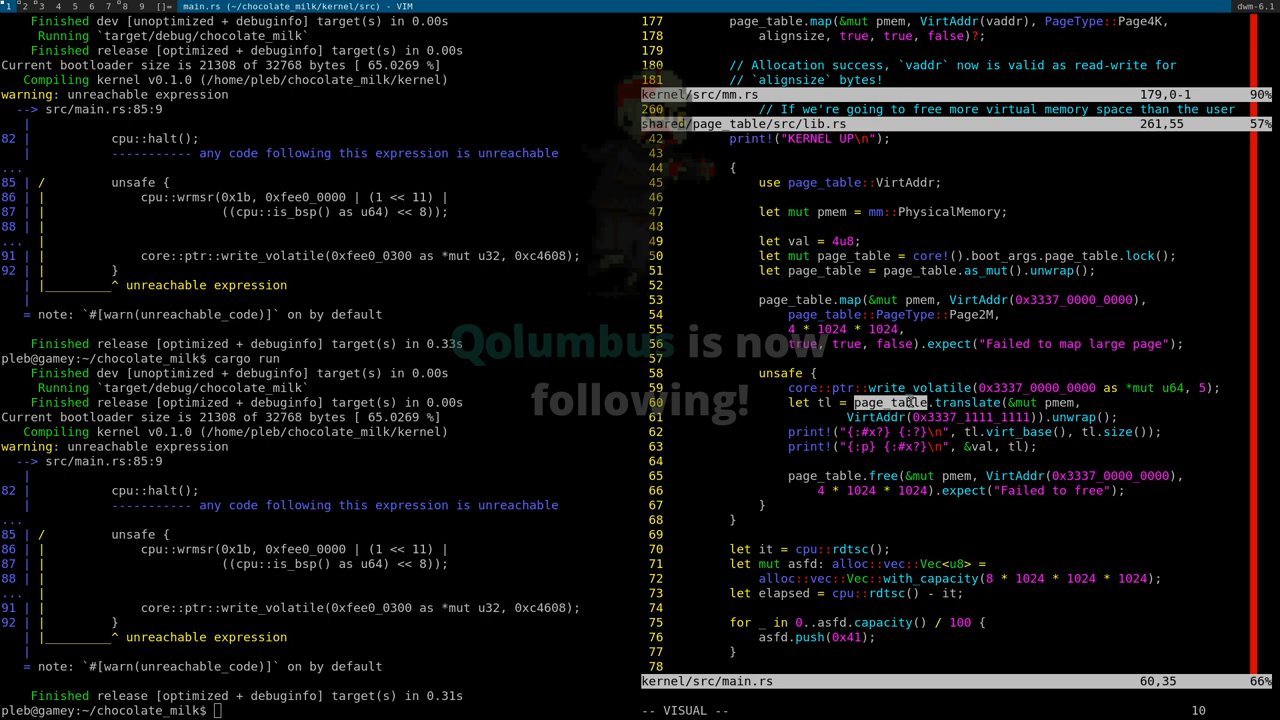 1 2 3 4 5 6 7 8 9 []= main.rs (~/chocolate_milk/kernel/src) - VIM dwm-6.1
Finished dev [unoptimized + debuginfo] target(s) in 0.00s
Running `target/debug/chocolate_milk`
Finished release [optimized + debuginfo] target(s) in 0.00s
Current bootloader size is 21308 of 32768 bytes [ 65.0269 %]
Compiling kernel v0.1.0 (/home/pleb/chocolate_milk/kernel)
warning: unreachable expression
--> src/main.rs:85:9
|
82 | cpu::halt();
| ----------- any code following this expression is unreachable
...
85 | / unsafe {
86 | | cpu::wrmsr(0x1b, 0xfee0_0000 | (1 << 11) |
87 | | ((cpu::is_bsp() as u64) << 8));
88 | |
... |
91 | | core::ptr::write_volatile(0xfee0_0300 as *mut u32, 0xc4608);
92 | | }
| |_________^ unreachable expression
|
= note: `#[warn(unreachable_code)]` on by default

Finished release [optimized + debuginfo] target(s) in 0.33s
pleb@gamey:~/chocolate_milk$ cargo run
Finished dev [unoptimized + debuginfo] target(s) in 0.00s
Running `target/debug/chocolate_milk`
Finished release [optimized + debuginfo] target(s) in 0.00s
Current bootloader size is 21308 of 32768 bytes [ 65.0269 %]
Compiling kernel v0.1.0 (/home/pleb/chocolate_milk/kernel)
warning: unreachable expression
--> src/main.rs:85:9
|
82 | cpu::halt();
| ----------- any code following this expression is unreachable
...
85 | / unsafe {
86 | | cpu::wrmsr(0x1b, 0xfee0_0000 | (1 << 11) |
87 | | ((cpu::is_bsp() as u64) << 8));
88 | |
... |
91 | | core::ptr::write_volatile(0xfee0_0300 as *mut u32, 0xc4608);
92 | | }
| |_________^ unreachable expression
|
= note: `#[warn(unreachable_code)]` on by default

Finished release [optimized + debuginfo] target(s) in 0.31s
pleb@gamey:~/chocolate_milk$
177 page_table.map(&mut pmem, VirtAddr(vaddr), PageType::Page4K,
178 alignsize, true, true, false)?;
179
180 // Allocation success, `vaddr` now is valid as read-write for
181 // `alignsize` bytes!
kernel/src/mm.rs 179,0-1 90%
260 // If we're going to free more virtual memory space than the user
shared/page_table/src/lib.rs 261,55 57%
42 print!("KERNEL UP\n");
43
44 {
45 use page_table::VirtAddr;
46
47 let mut pmem = mm::PhysicalMemory;
48
49 let val = 4u8;
50 let mut page_table = core!().boot_args.page_table.lock();
51 let page_table = page_table.as_mut().unwrap();
52
53 page_table.map(&mut pmem, VirtAddr(0x3337_0000_0000),
54 page_table::PageType::Page2M,
55 4 * 1024 * 1024,
56 true, true, false).expect("Failed to map large page");
57
58 unsafe {
59 core::ptr::write_volatile(0x3337_0000_0000 as *mut u64, 5);
60 let tl = page_table.translate(&mut pmem,
61 VirtAddr(0x3337_1111_1111)).unwrap();
62 print!("{:#x?} {:?}\n", tl.virt_base(), tl.size());
63 print!("{:p} {:#x?}\n", &val, tl);
64
65 page_table.free(&mut pmem, VirtAddr(0x3337_0000_0000),
66 4 * 1024 * 1024).expect("Failed to free");
67 }
68 }
69
70 let it = cpu::rdtsc();
71 let mut asfd: alloc::vec::Vec<u8> =
72 alloc::vec::Vec::with_capacity(8 * 1024 * 1024 * 1024);
73 let elapsed = cpu::rdtsc() - it;
74
75 for _ in 0..asfd.capacity() / 100 {
76 asfd.push(0x41);
77 }
78
kernel/src/main.rs 60,35 66%
-- VISUAL -- 10
Qolumbus is now
following!